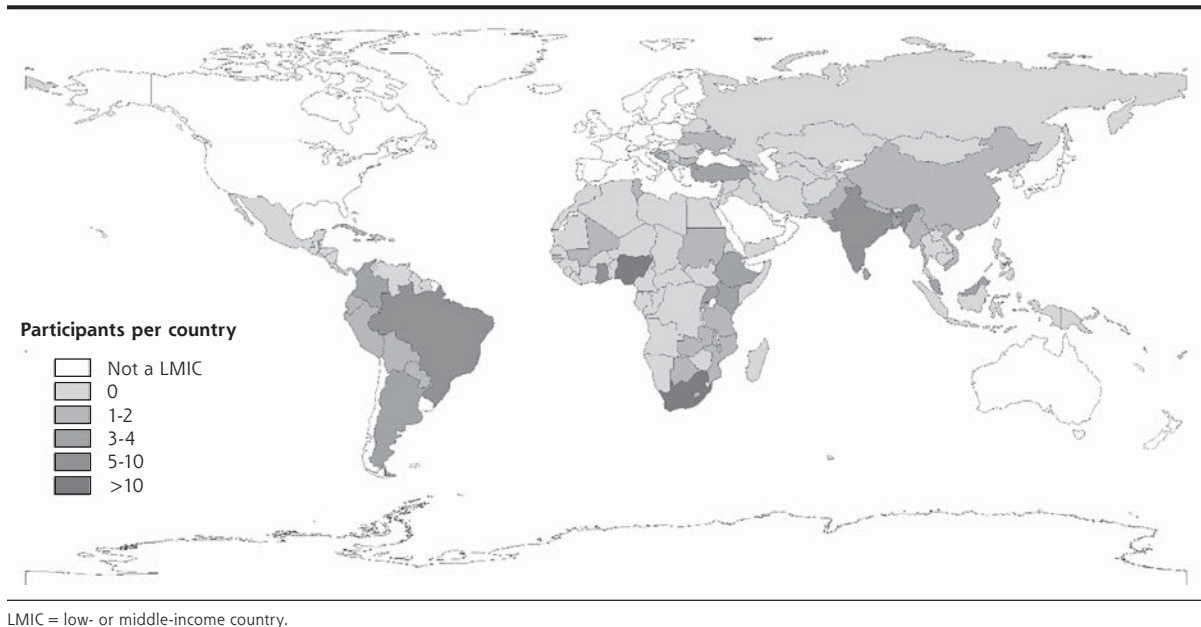 Participants per country
Not a LMIC
0
1-2
3-4
5-10
>10
LMIC = low- or middle-income country.